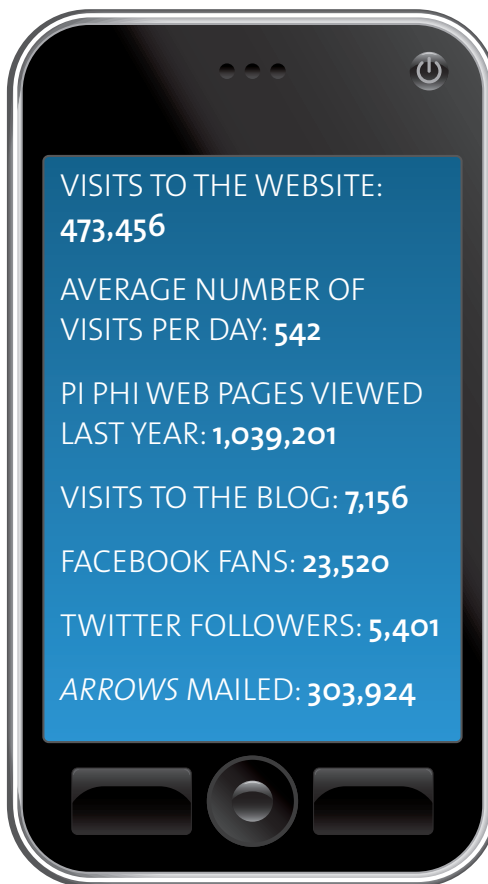 VISITS TO THE WEBSITE:
473,456
AVERAGE NUMBER OF
VISITS PER DAY: 542
PI PHI WEB PAGES VIEWED
LAST YEAR: 1,039,201
VISITS TO THE BLOG: 7,156
FACEBOOK FANS: 23,520
TWITTER FOLLOWERS: 5,401
ARROWS MAILED: 303,924